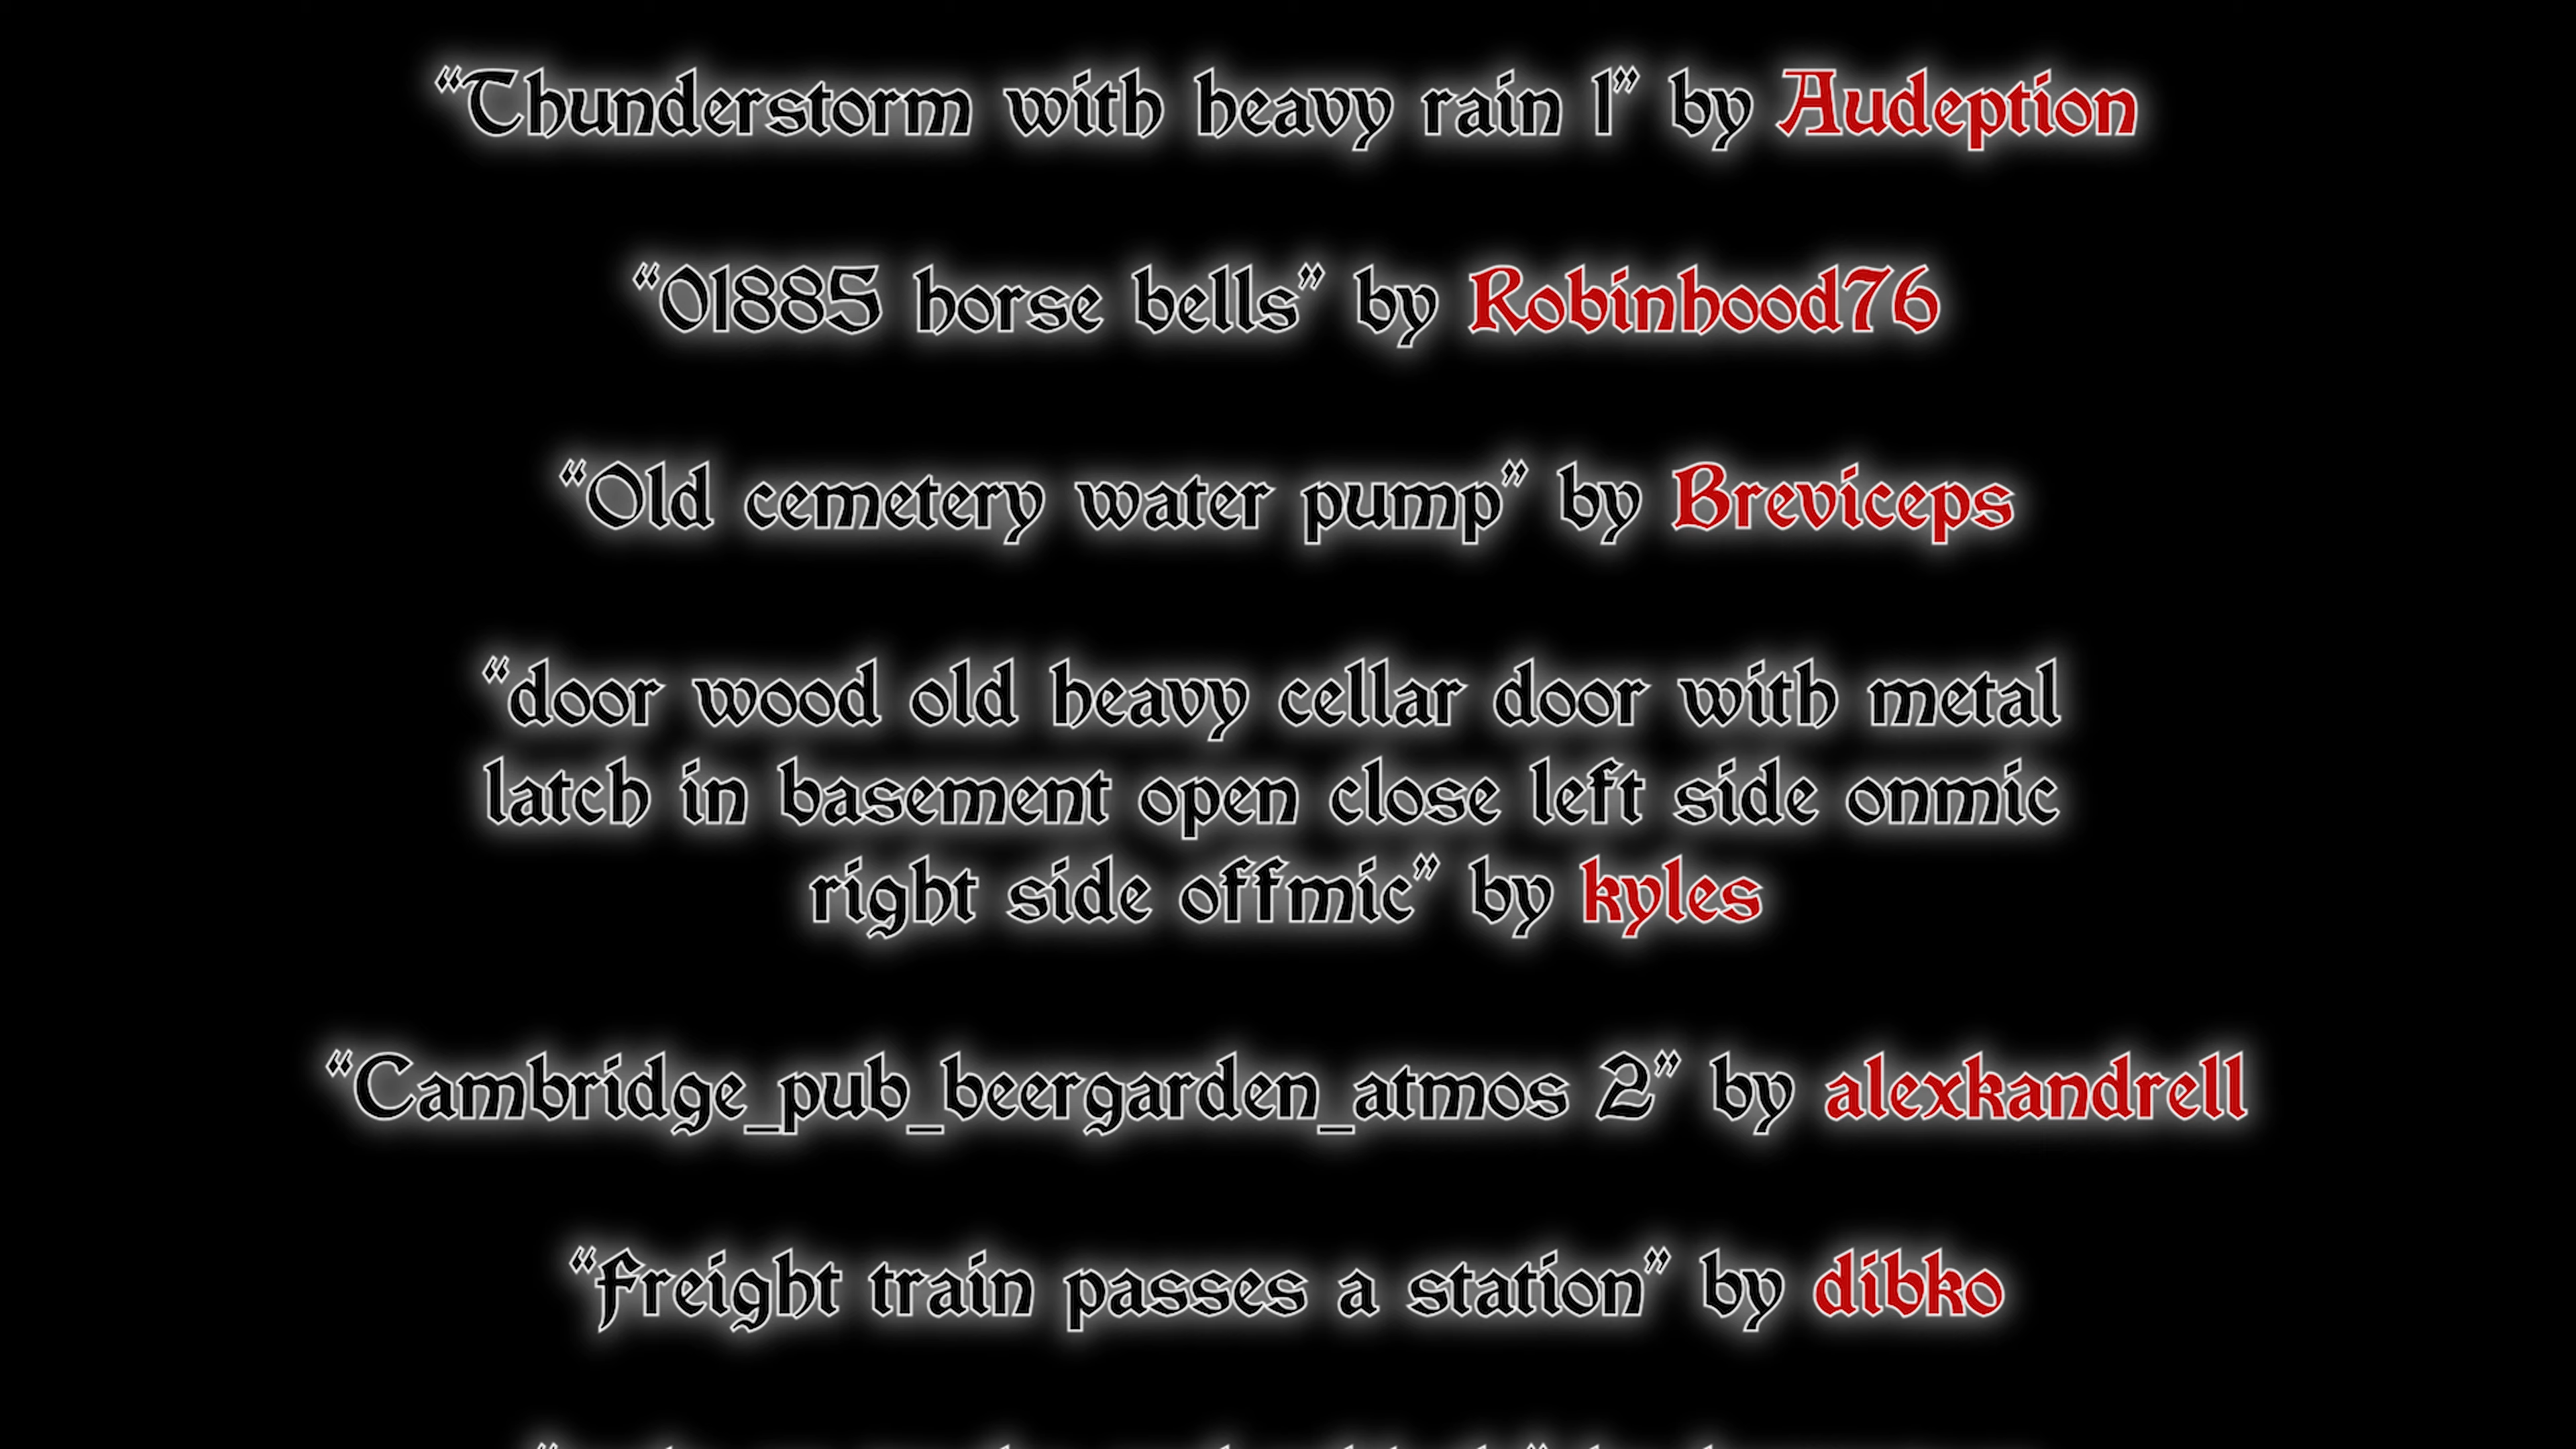 “Thunderstorm with heavy rain 1” by Audeption
“01885 horse bells” by Robinhood76
“Old cemetery water pump” by Breviceps
“door wood old heavy cellar door with metal
latch in basement open close left side onmic
right side offmic” by kyles
“Cambridge_pub_beergarden_atmos 2” by alexkandrell
“Freight train passes a station” by dibko